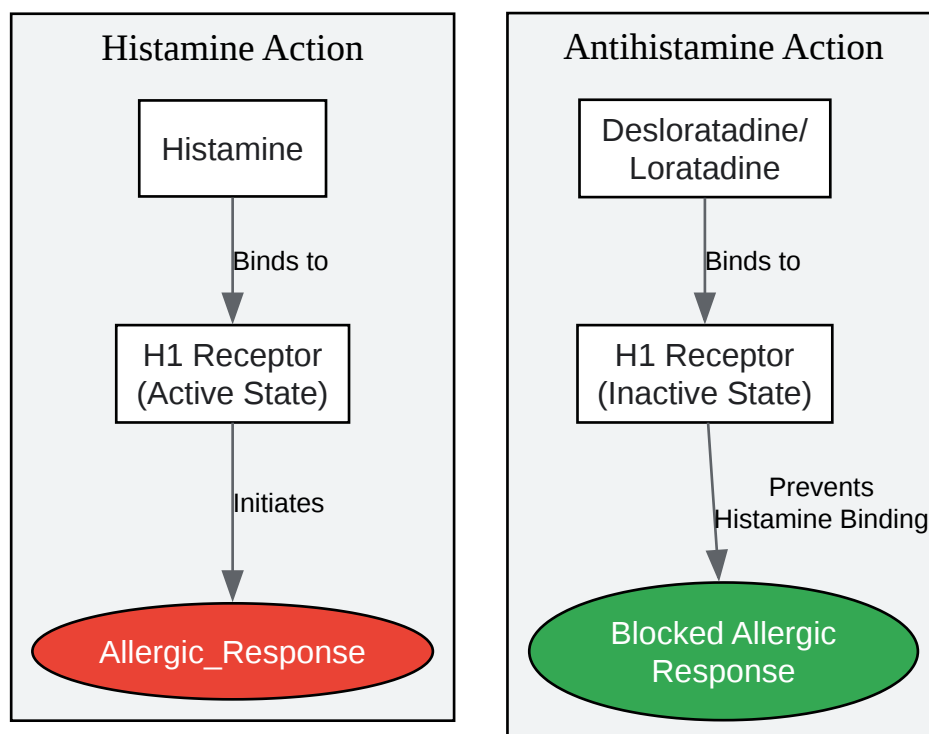 Histamine Action
Histamine
Binds to
H1 Receptor
(Active State)
Initiates
Allergic_Response
Antihistamine Action
Desloratadine/
Loratadine
Binds to
H1 Receptor
(Inactive State)
Prevents
Histamine Binding
Blocked Allergic
Response